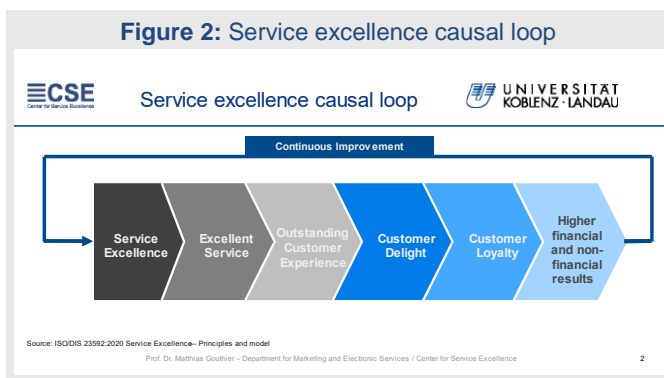 Figure 2: Service excellence causal loop
CSE
Center for Service Excellence
Service excellence causal loop
UNIVERSITÄT
KOBLENZ · LANDAU
Continuous Improvement
Service
Excellence
Excellent
Service
Outstanding
Customer
Experience
Customer
Delight
Customer
Loyalty
Higher
financial
and non-
financial
results
Source: ISO/DIS 23592:2020 Service Excellence– Principles and model
Prof. Dr. Matthias Gouthier – Department for Marketing and Electronic Services / Center for Service Excellence
2